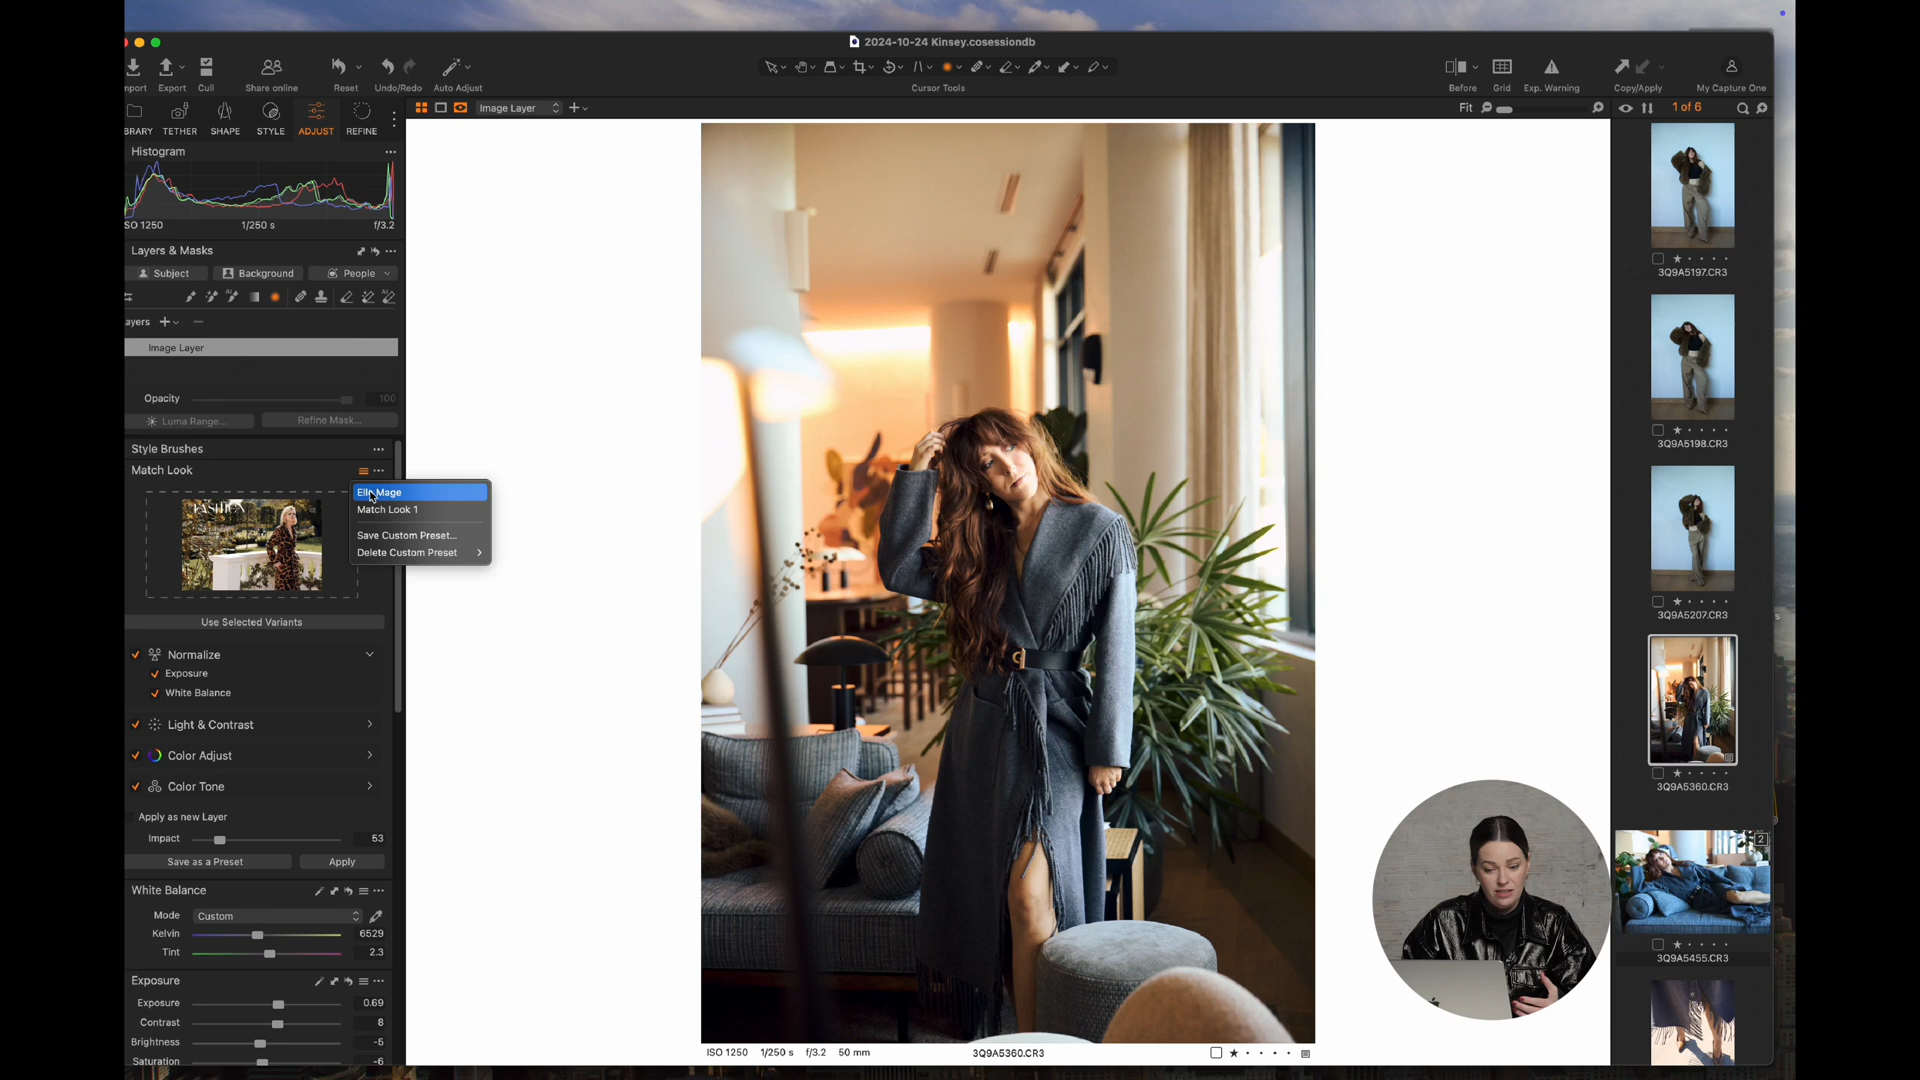 2024-10-24 Kinsey.cosessiondb
mport
Export
Cull
Share online
Reset
Undo/Redo
Auto Adjust
Cursor Tools
Before
Grid
Exp. Warning
Copy/Apply
My Capture One
BRARY
TETHER
SHAPE
STYLE
ADJUST
REFINE
Image Layer
Fit
1 of 6
Histogram
SO 1250
1/250 s
f/3.2
Layers & Masks
Subject
Background
People
ayers
Image Layer
Opacity
100
Luma Range...
Refine Mask...
Style Brushes
Match Look
FASHION
Elle Mage
Match Look 1
Save Custom Preset...
Delete Custom Preset
Use Selected Variants
Normalize
Exposure
White Balance
Light & Contrast
Color Adjust
Color Tone
Apply as new Layer
Impact
53
Save as a Preset
Apply
White Balance
Mode
Custom
Kelvin
6529
Tint
2.3
Exposure
Exposure
0.69
Contrast
8
Brightness
-5
Saturation
-6
ISO 1250
1/250 s
f/3.2
50 mm
3Q9A5360.CR3
3Q9A5197.CR3
3Q9A5198.CR3
3Q9A5207.CR3
3Q9A5360.CR3
2
3Q9A5455.CR3